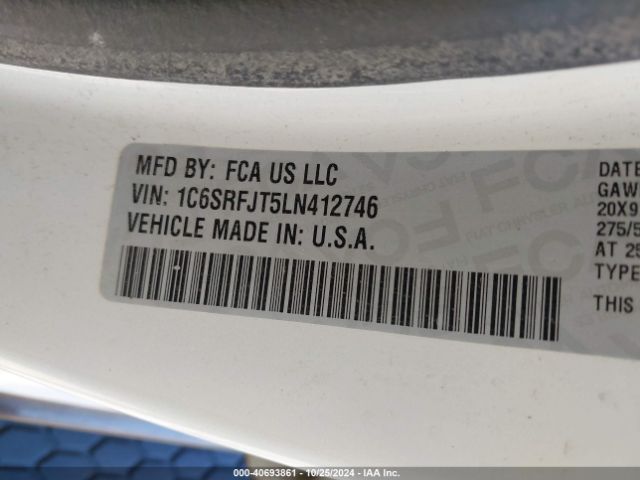 MFD BY: FCA US LLC
VIN: 1C6SRFJT5LN412746
VEHICLE MADE IN: U.S.A.
DATE
GAW
20X9
275/5
AT 25
TYPE
THIS
000-40693861 | 10/25/2024 | IAA, Inc.